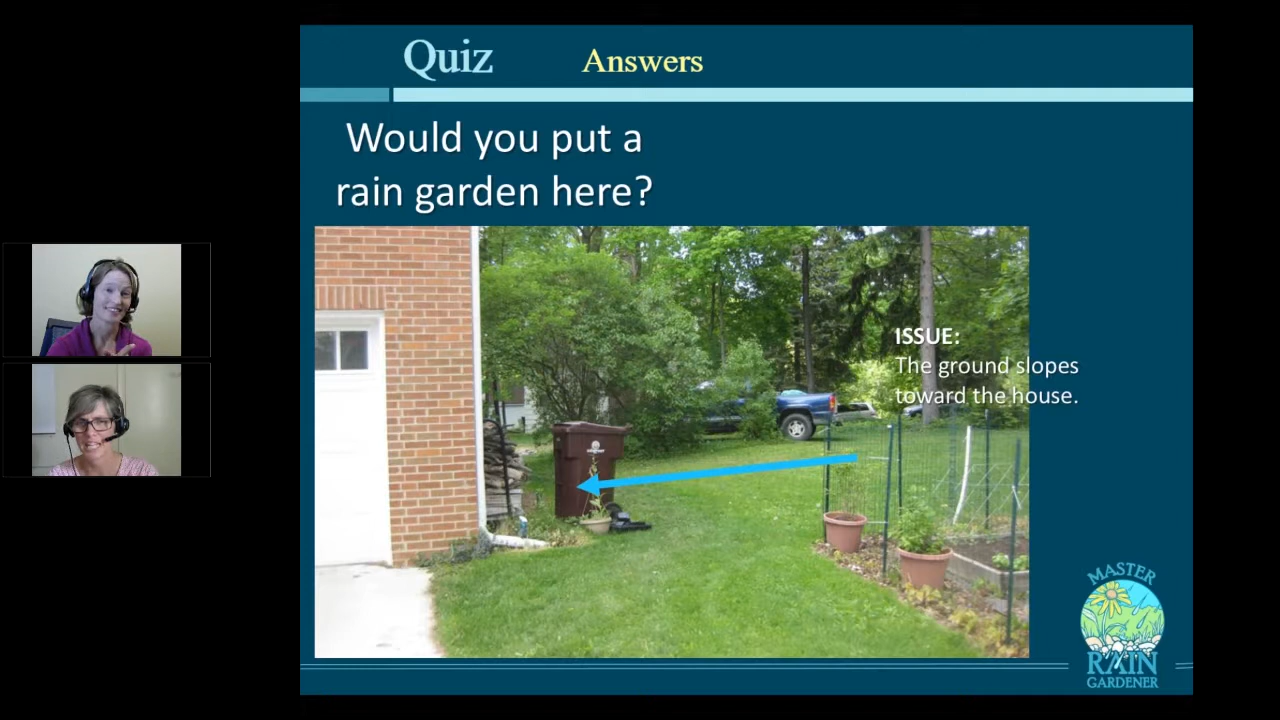 Quiz
Answers
Would you put a
rain garden here?
ISSUE:
The ground slopes
toward the house.
MASTER
RAIN
GARDENER